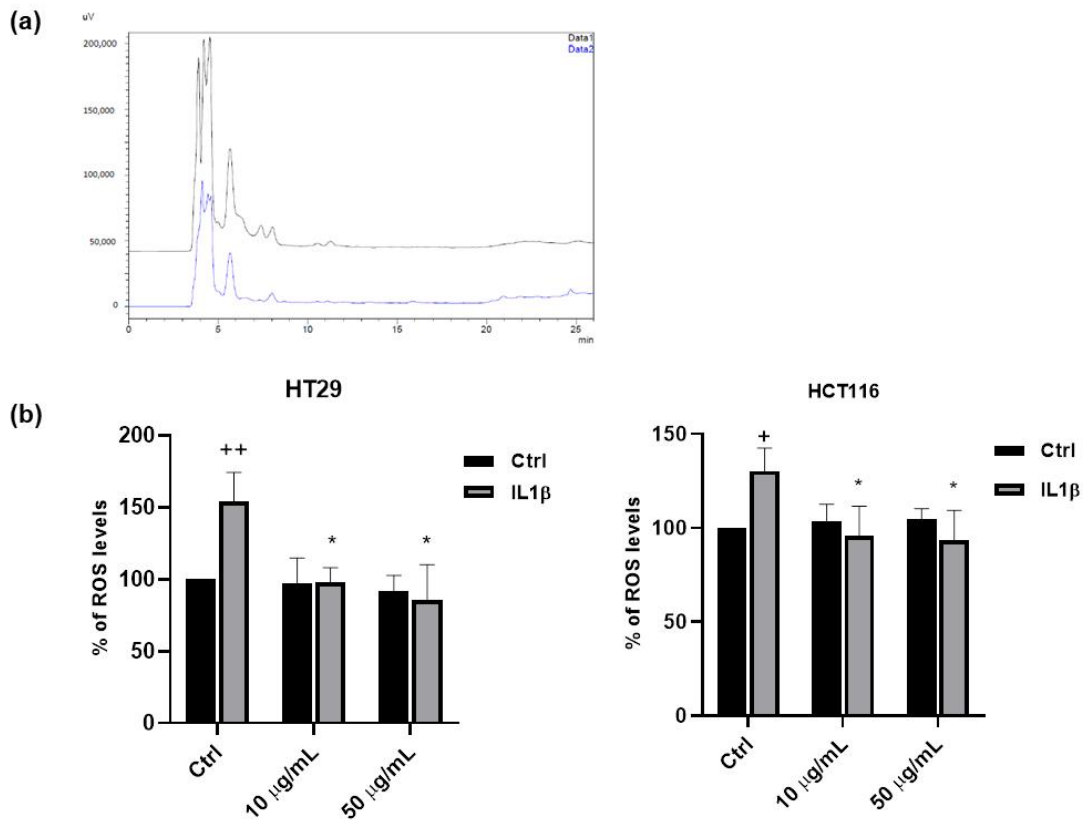 (a)
uV
200,000
150,000
100,000
50,000
0
Data1
Data2
0 5 10 15 20 25
min
(b)
HT29
% of ROS levels
200
150
100
50
0
++
*
*
Ctrl
IL1β
Ctrl
10 µg/mL
50 µg/mL
HCT116
% of ROS levels
150
100
50
0
+
*
*
Ctrl
IL1β
Ctrl
10 µg/mL
50 µg/mL